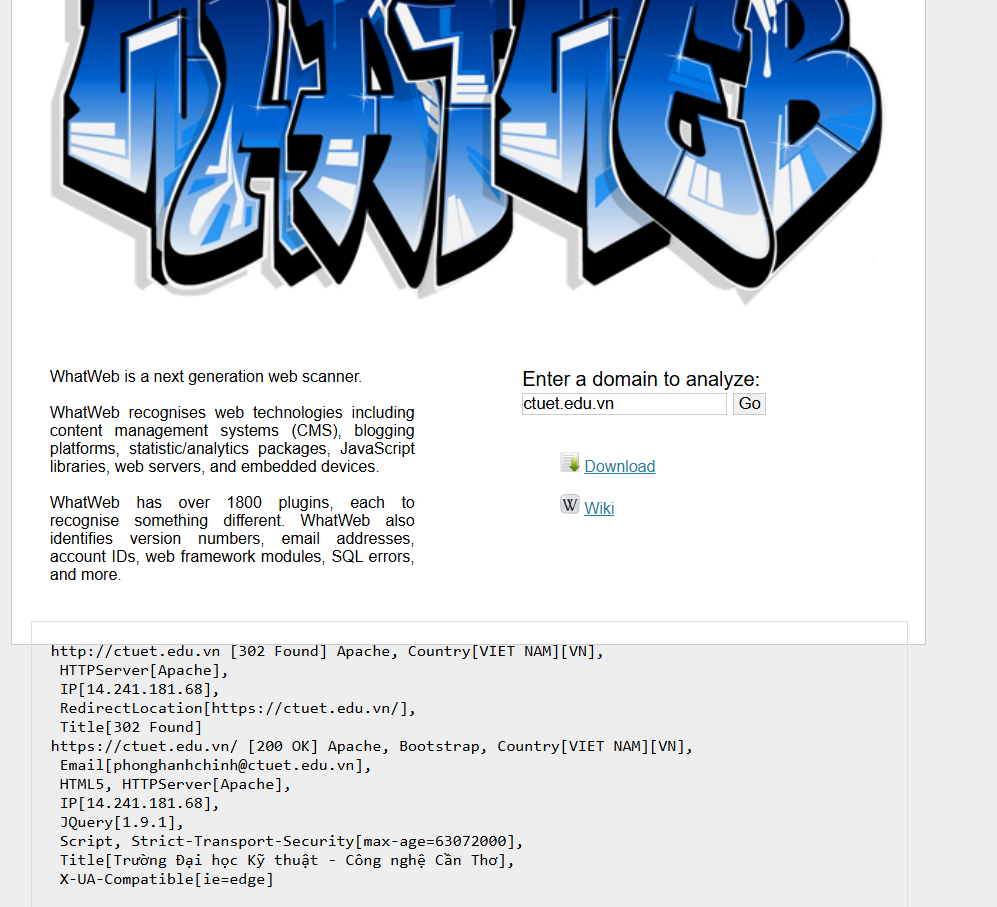 WHATWEB
WhatWeb is a next generation web scanner.
WhatWeb recognises web technologies including
content management systems (CMS), blogging
platforms, statistic/analytics packages, JavaScript
libraries, web servers, and embedded devices.
WhatWeb has over 1800 plugins, each to
recognise something different. WhatWeb also
identifies version numbers, email addresses,
account IDs, web framework modules, SQL errors,
and more.
Enter a domain to analyze:
ctuet.edu.vn Go
Download
W Wiki
http://ctuet.edu.vn [302 Found] Apache, Country[VIET NAM][VN],
HTTPServer[Apache],
IP[14.241.181.68],
RedirectLocation[https://ctuet.edu.vn/],
Title[302 Found]
https://ctuet.edu.vn/ [200 OK] Apache, Bootstrap, Country[VIET NAM][VN],
Email[phonghanhchinh@ctuet.edu.vn],
HTML5, HTTPServer[Apache],
IP[14.241.181.68],
JQuery[1.9.1],
Script, Strict-Transport-Security[max-age=63072000],
Title[Trường Đại học Kỹ thuật - Công nghệ Cần Thơ],
X-UA-Compatible[ie=edge]